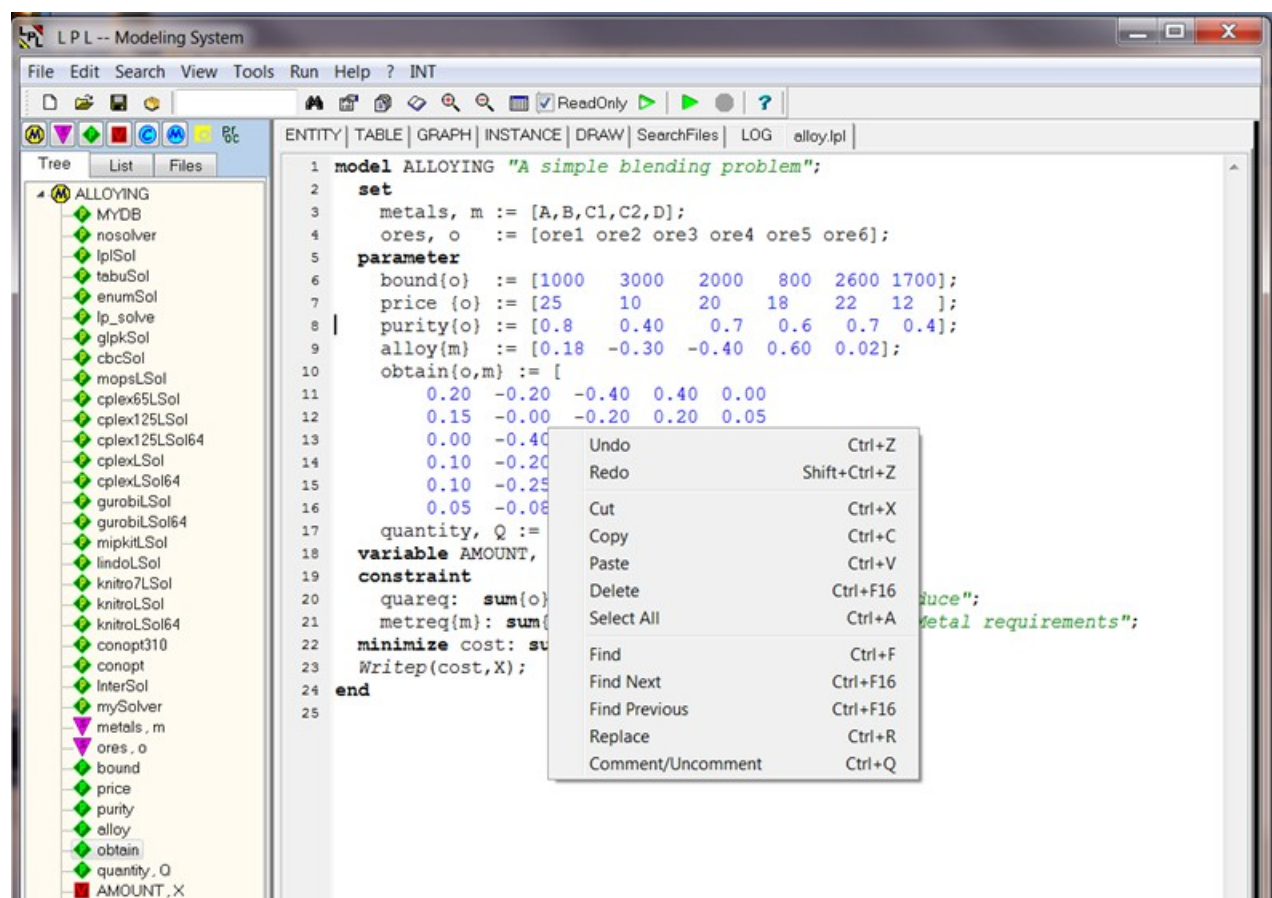 LPL L P L -- Modeling System
File Edit Search View Tools Run Help ? INT
ReadOnly ?
ENTITY TABLE GRAPH INSTANCE DRAW SearchFiles LOG alloy.lpl
Tree List Files
ALLOYING
MYDB
nosolver
lplSol
tabuSol
enumSol
lp_solve
glpkSol
cbcSol
mopsLSol
cplex65LSol
cplex125LSol
cplex125LSol64
cplexLSol
cplexLSol64
gurobiLSol
gurobiLSol64
mipkitLSol
lindoLSol
knitro7LSol
knitroLSol
knitroLSol64
conopt310
conopt
InterSol
mySolver
metals , m
ores , o
bound
price
purity
alloy
obtain
quantity , Q
AMOUNT , X
1 model ALLOYING "A simple blending problem";
2 set
3 metals, m := [A,B,C1,C2,D];
4 ores, o := [ore1 ore2 ore3 ore4 ore5 ore6];
5 parameter
6 bound{o} := [1000 3000 2000 800 2600 1700];
7 price {o} := [25 10 20 18 22 12 ];
8 purity{o} := [0.8 0.40 0.7 0.6 0.7 0.4];
9 alloy{m} := [0.18 -0.30 -0.40 0.60 0.02];
10 obtain{o,m} := [
11 0.20 -0.20 -0.40 0.40 0.00
12 0.15 -0.00 -0.20 0.20 0.05
13 0.00 -0.40
14 0.10 -0.20
15 0.10 -0.25
16 0.05 -0.08
17 quantity, Q :=
18 variable AMOUNT,
19 constraint
20 quareq: sum{o} duce";
21 metreq{m}: sum{ Metal requirements";
22 minimize cost: su
23 Writep(cost,X);
24 end
25
Undo Ctrl+Z
Redo Shift+Ctrl+Z
Cut Ctrl+X
Copy Ctrl+C
Paste Ctrl+V
Delete Ctrl+F16
Select All Ctrl+A
Find Ctrl+F
Find Next Ctrl+F16
Find Previous Ctrl+F16
Replace Ctrl+R
Comment/Uncomment Ctrl+Q